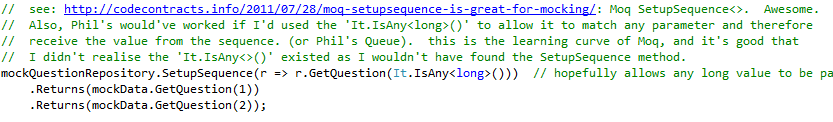 // see: http://codecontracts.info/2011/07/28/moq-setupsequence-is-great-for-mocking/: Moq SetupSequence<>. Awesome.
// Also, Phil's would've worked if I'd used the 'It.IsAny<long>()' to allow it to match any parameter and therefore
// receive the value from the sequence. (or Phil's Queue). this is the learning curve of Moq, and it's good that
// I didn't realise the 'It.IsAny<>()' existed as I wouldn't have found the SetupSequence method.
mockQuestionRepository.SetupSequence(r => r.GetQuestion(It.IsAny<long>())) // hopefully allows any long value to be pa
.Returns(mockData.GetQuestion(1))
.Returns(mockData.GetQuestion(2));